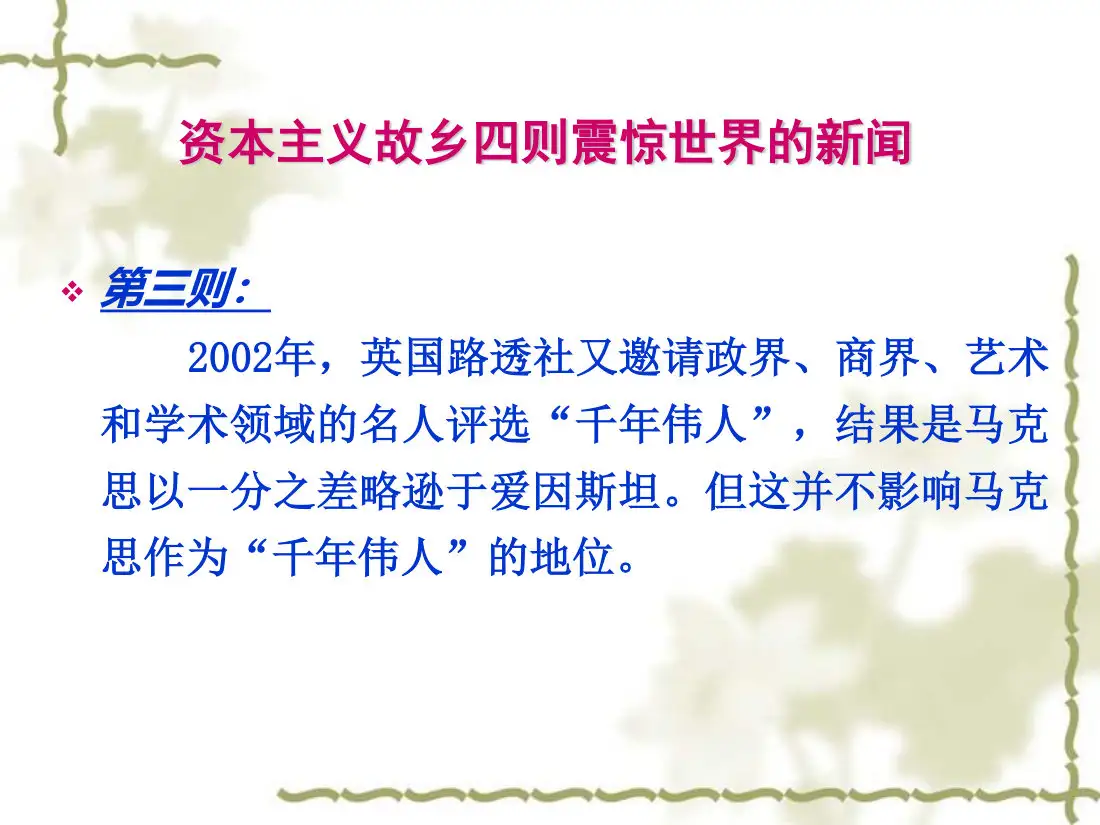 资本主义故乡四则震惊世界的新闻
第三则：
2002年，英国路透社又邀请政界、商界、艺术
和学术领域的名人评选“千年伟人”，结果是马克
思以一分之差略逊于爱因斯坦。但这并不影响马克
思作为“千年伟人”的地位。